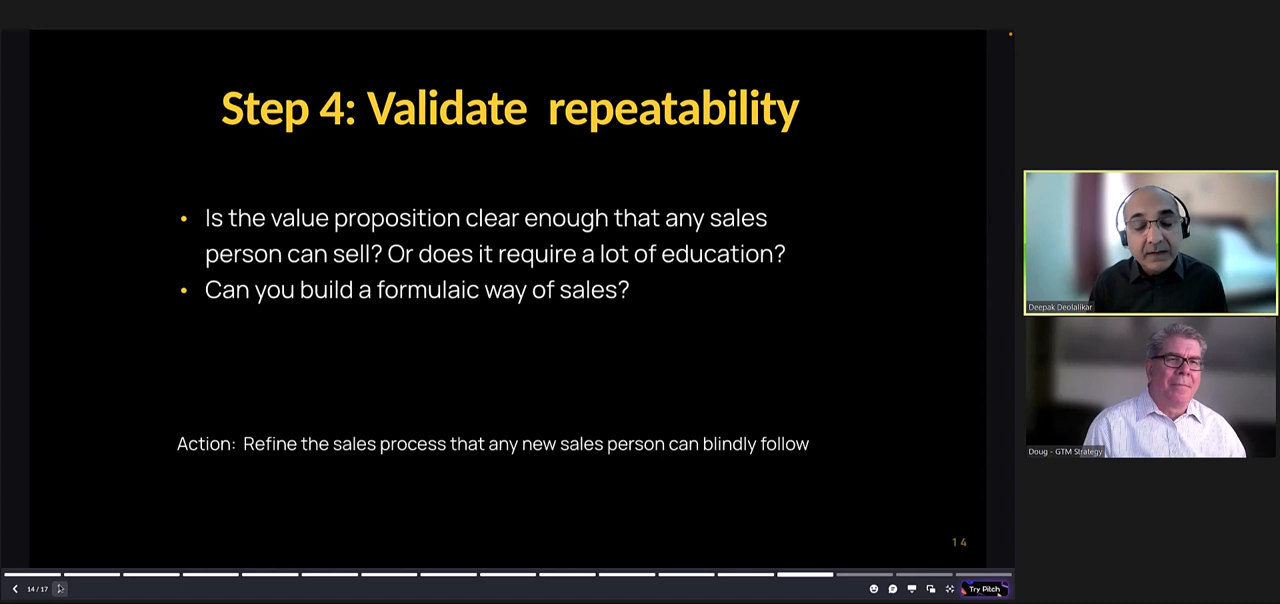 Step 4: Validate repeatability
Is the value proposition clear enough that any sales
person can sell? Or does it require a lot of education?
Can you build a formulaic way of sales?
Action: Refine the sales process that any new sales person can blindly follow
14
14 / 17
Try Pitch
Deepak Deolalikar
Doug - GTM Strategy